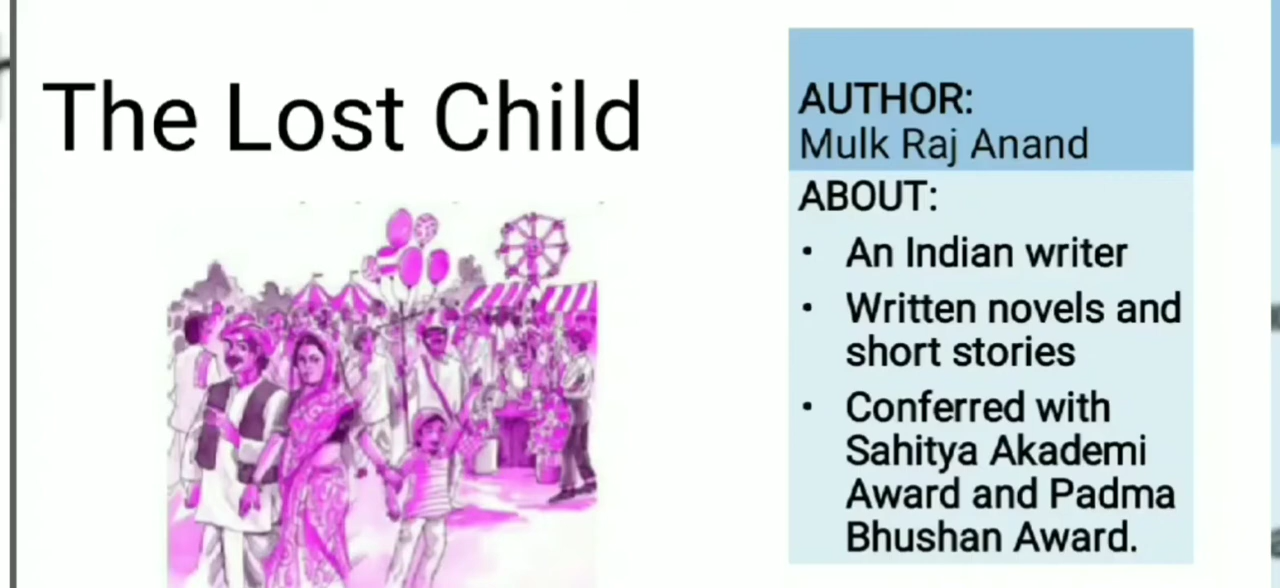 The Lost Child
AUTHOR:
Mulk Raj Anand
ABOUT:
• An Indian writer
• Written novels and
short stories
• Conferred with
Sahitya Akademi
Award and Padma
Bhushan Award.